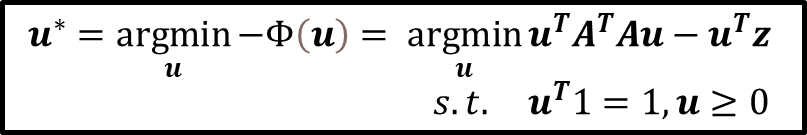 u* = argmin −Φ(u) = argmin uᵀAᵀAu − uᵀz
u u
s.t. uᵀ1 = 1, u ≥ 0